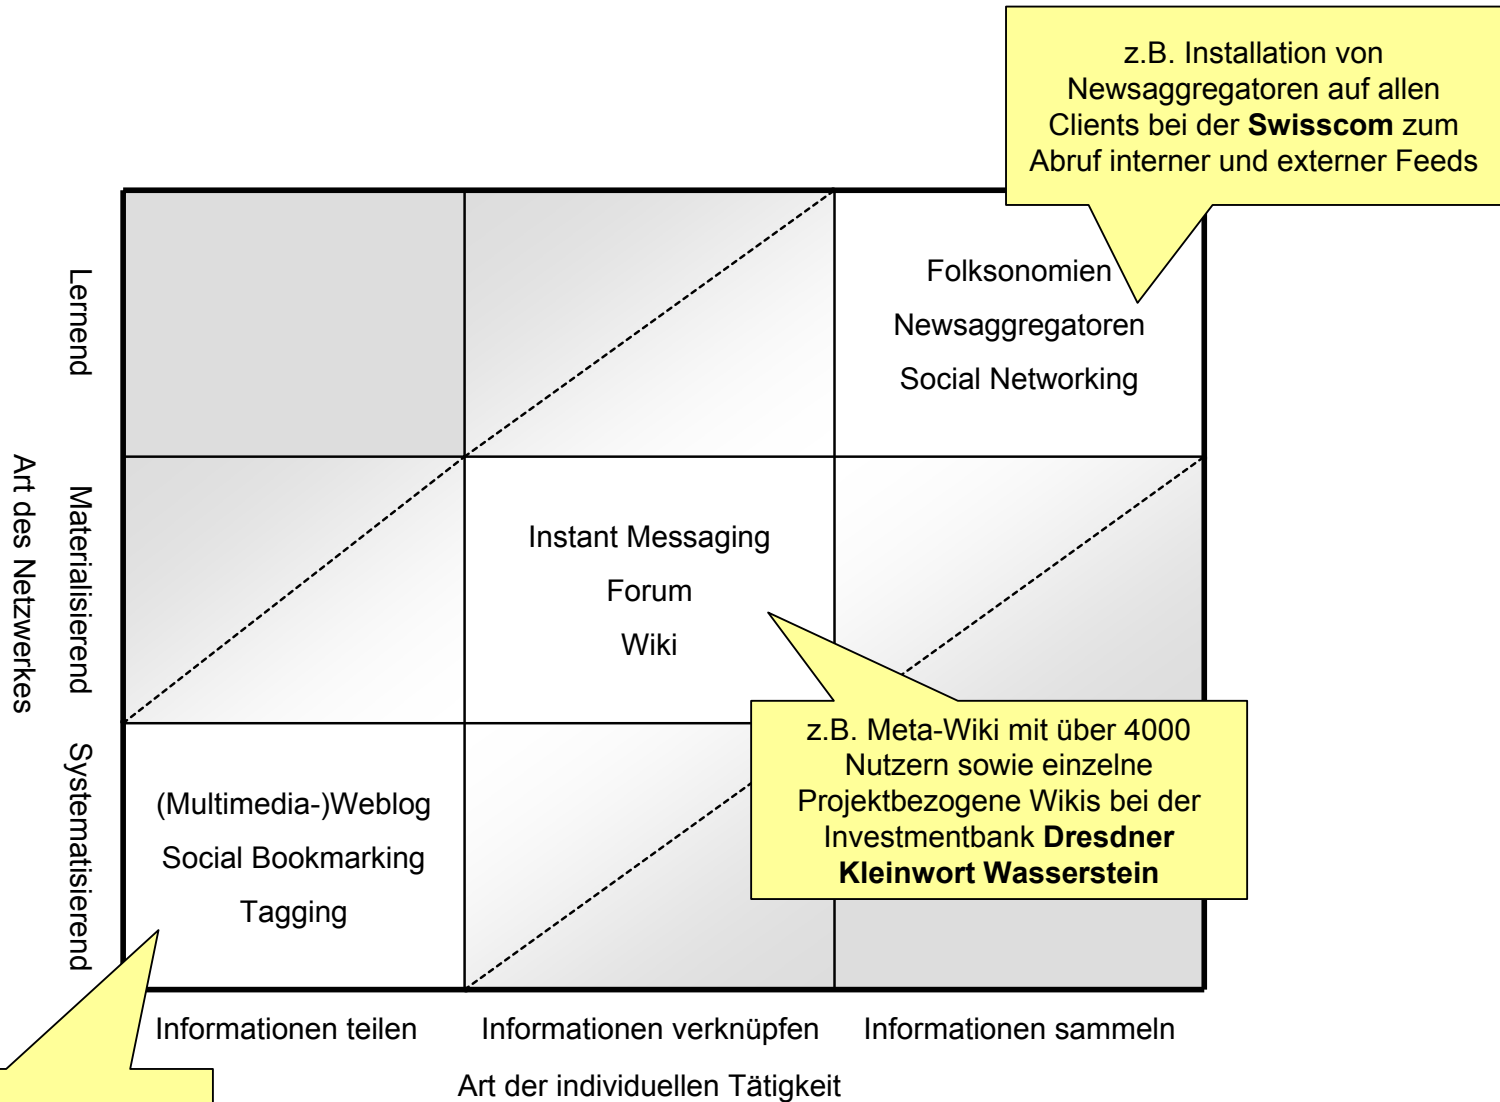 z.B. Installation von
Newsaggregatoren auf allen
Clients bei der Swisscom zum
Abruf interner und externer Feeds
Art des Netzwerkes
Lernend
Materialisierend
Systematisierend
Folksonomien
Newsaggregatoren
Social Networking
Instant Messaging
Forum
Wiki
z.B. Meta-Wiki mit über 4000
Nutzern sowie einzelne
Projektbezogene Wikis bei der
Investmentbank Dresdner
Kleinwort Wasserstein
(Multimedia-)Weblog
Social Bookmarking
Tagging
Informationen teilen
Informationen verknüpfen
Informationen sammeln
Art der individuellen Tätigkeit